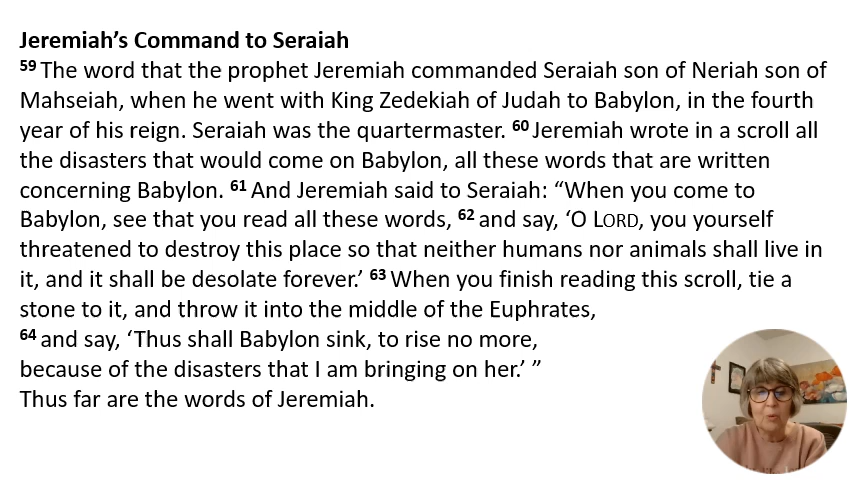 Jeremiah’s Command to Seraiah
59 The word that the prophet Jeremiah commanded Seraiah son of Neriah son of
Mahseiah, when he went with King Zedekiah of Judah to Babylon, in the fourth
year of his reign. Seraiah was the quartermaster. 60 Jeremiah wrote in a scroll all
the disasters that would come on Babylon, all these words that are written
concerning Babylon. 61 And Jeremiah said to Seraiah: “When you come to
Babylon, see that you read all these words, 62 and say, ‘O LORD, you yourself
threatened to destroy this place so that neither humans nor animals shall live in
it, and it shall be desolate forever.’ 63 When you finish reading this scroll, tie a
stone to it, and throw it into the middle of the Euphrates,
64 and say, ‘Thus shall Babylon sink, to rise no more,
because of the disasters that I am bringing on her.’ ”
Thus far are the words of Jeremiah.